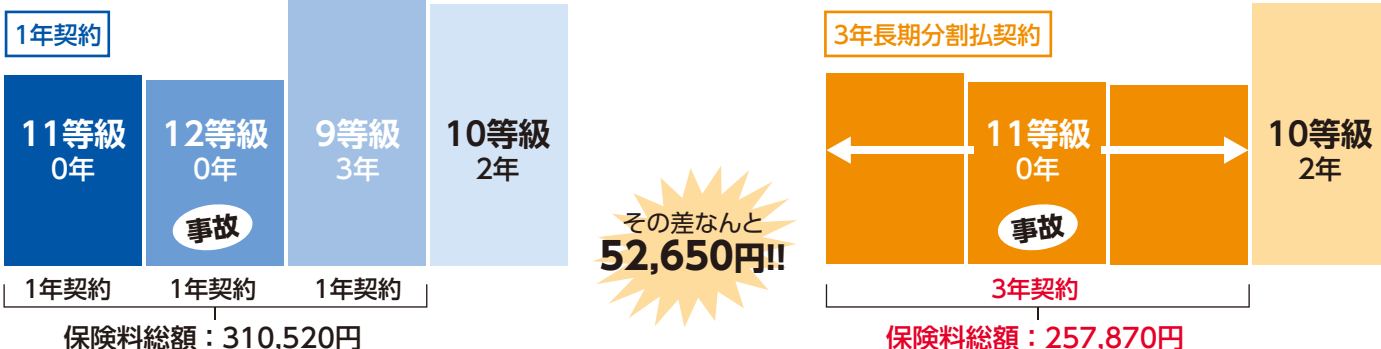 1年契約
11等級
0年
12等級
0年
事故
9等級
3年
10等級
2年
1年契約
1年契約
1年契約
保険料総額：310,520円
その差なんと
52,650円!!
3年長期分割払契約
11等級
0年
事故
10等級
2年
3年契約
保険料総額：257,870円